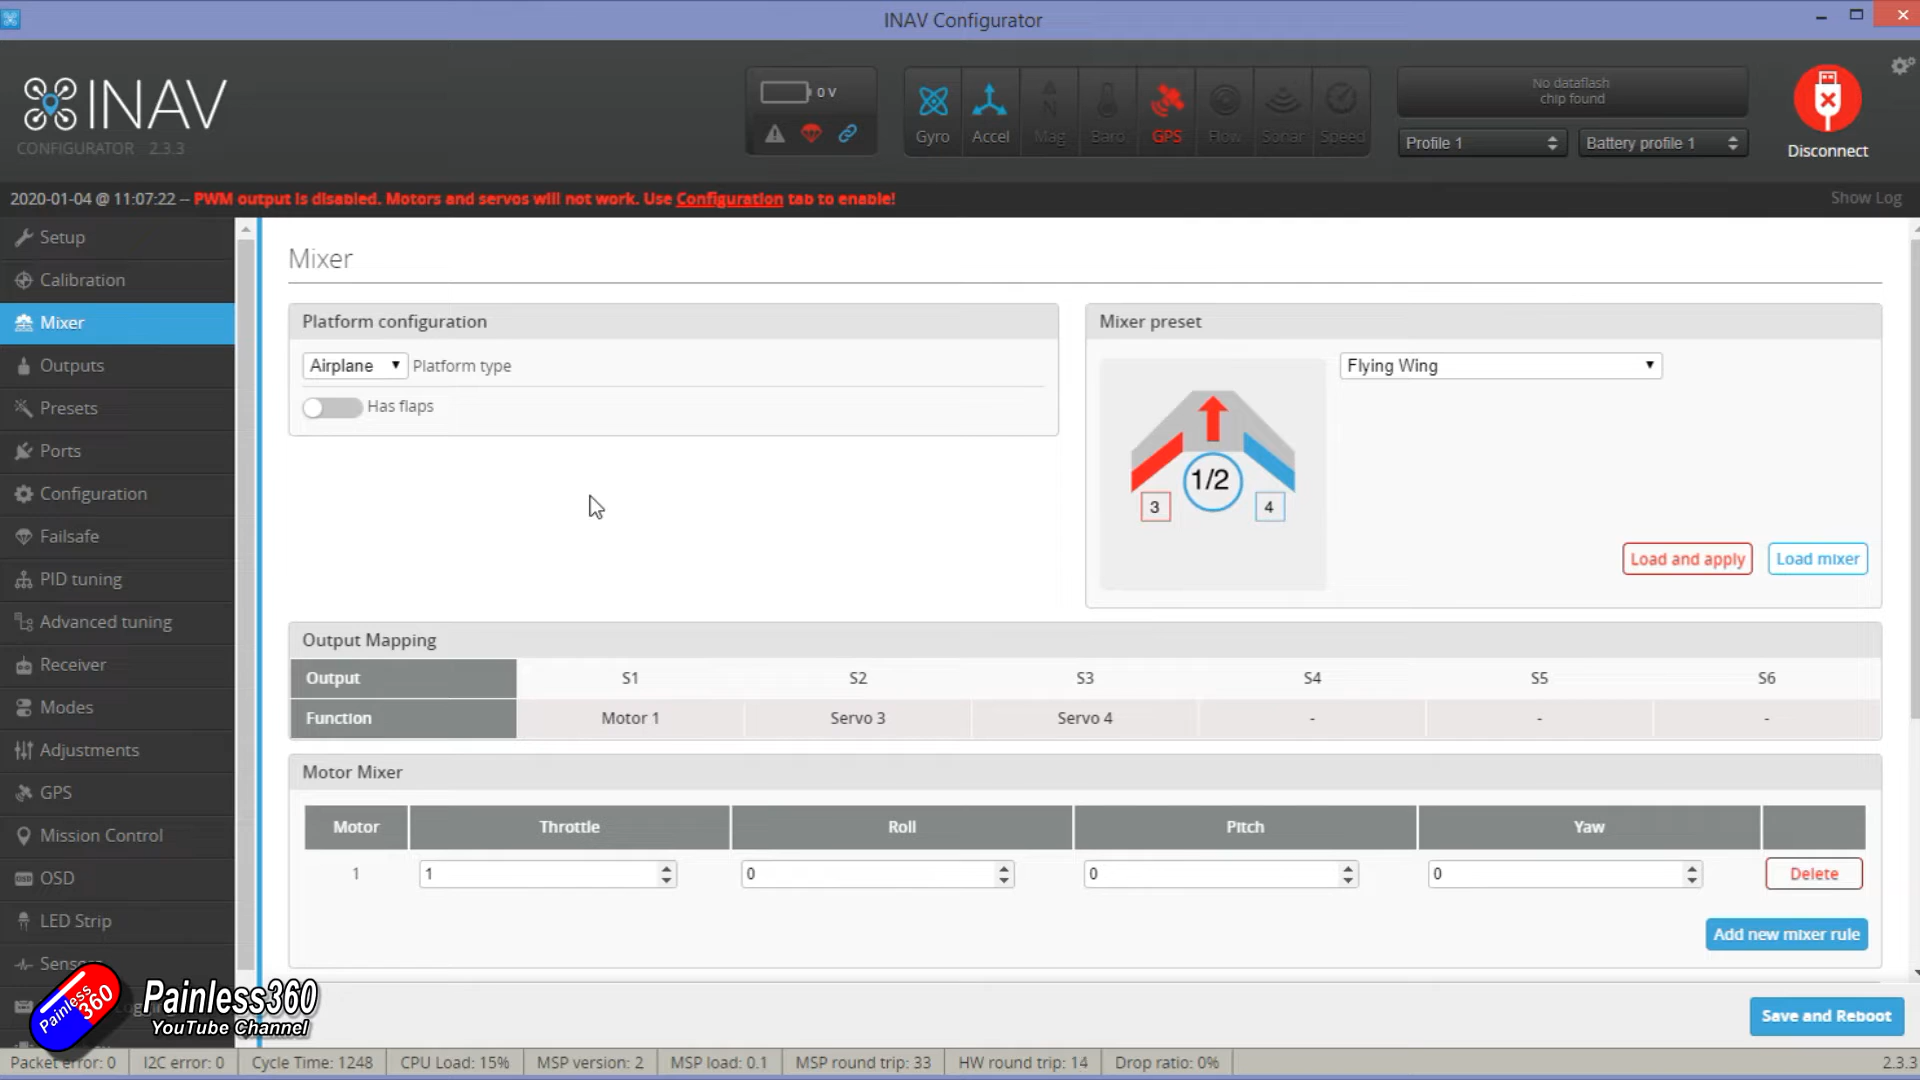 INAV Configurator
INAV
CONFIGURATOR 2.3.3
0 V
Gyro
Accel
Mag
Baro
GPS
Flow
Sonar
Speed
No dataflash
chip found
Profile 1
Battery profile 1
Disconnect
2020-01-04 @ 11:07:22 -- PWM output is disabled. Motors and servos will not work. Use Configuration tab to enable!
Show Log
Setup
Calibration
Mixer
Outputs
Presets
Ports
Configuration
Failsafe
PID tuning
Advanced tuning
Receiver
Modes
Adjustments
GPS
Mission Control
OSD
LED Strip
Mixer
Platform configuration
Airplane
Platform type
Has flaps
Mixer preset
Flying Wing
1/2
3
4
Load and apply
Load mixer
Output Mapping
Output S1 S2 S3 S4 S5 S6
Function Motor 1 Servo 3 Servo 4 - - -
Motor Mixer
Motor Throttle Roll Pitch Yaw
1 1 0 0 0 Delete
Add new mixer rule
Save and Reboot
Painless360
Painless360
YouTube Channel
Packet error: 0
I2C error: 0
Cycle Time: 1248
CPU Load: 15%
MSP version: 2
MSP load: 0.1
MSP round trip: 33
HW round trip: 14
Drop ratio: 0%
2.3.3